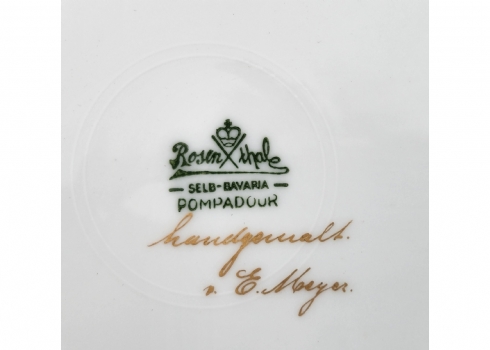 Rosenthal
SELB-BAVARIA
POMPADOUR
handgemalt.
v. E. Meyer.